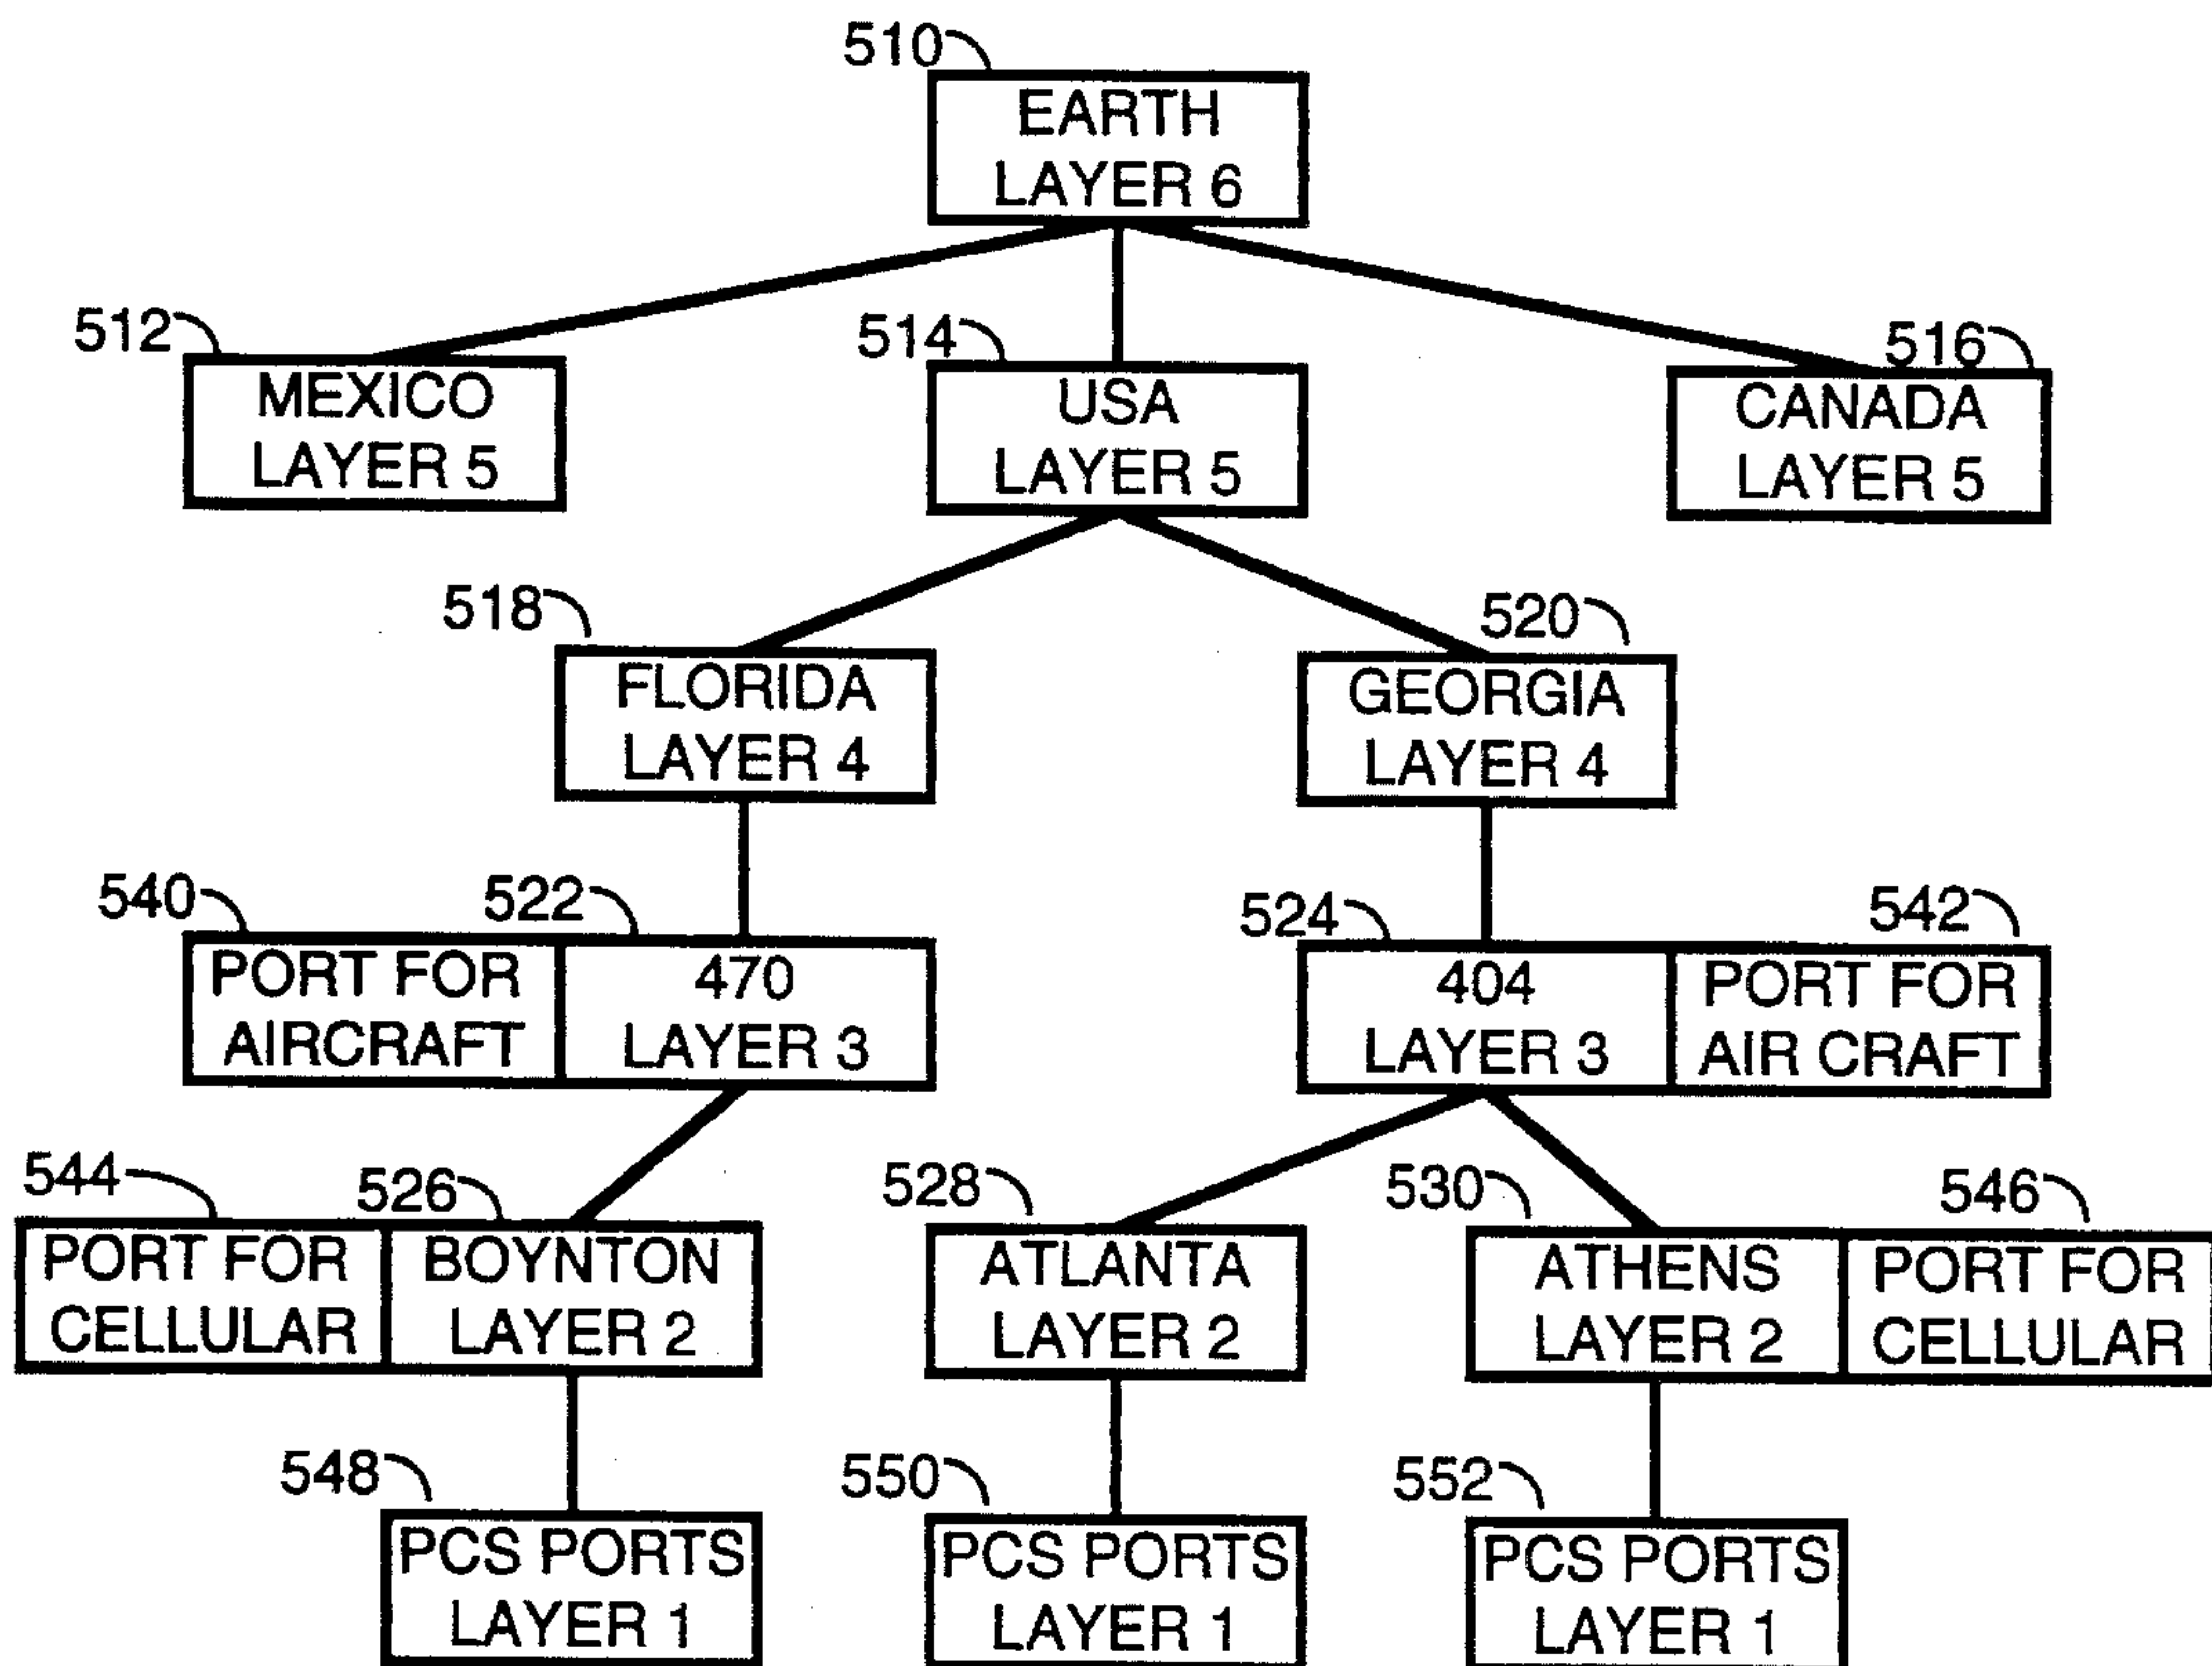 510
EARTH
LAYER 6
512
MEXICO
LAYER 5
514
USA
LAYER 5
516
CANADA
LAYER 5
518
FLORIDA
LAYER 4
520
GEORGIA
LAYER 4
540
PORT FOR
AIRCRAFT
522
470
LAYER 3
524
404
LAYER 3
542
PORT FOR
AIR CRAFT
544
PORT FOR
CELLULAR
526
BOYNTON
LAYER 2
528
ATLANTA
LAYER 2
530
ATHENS
LAYER 2
546
PORT FOR
CELLULAR
548
PCS PORTS
LAYER 1
550
PCS PORTS
LAYER 1
552
PCS PORTS
LAYER 1